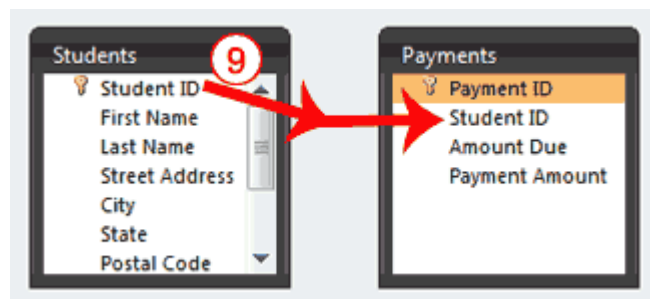 Students
9
Student ID
First Name
Last Name
Street Address
City
State
Postal Code
Payments
Payment ID
Student ID
Amount Due
Payment Amount